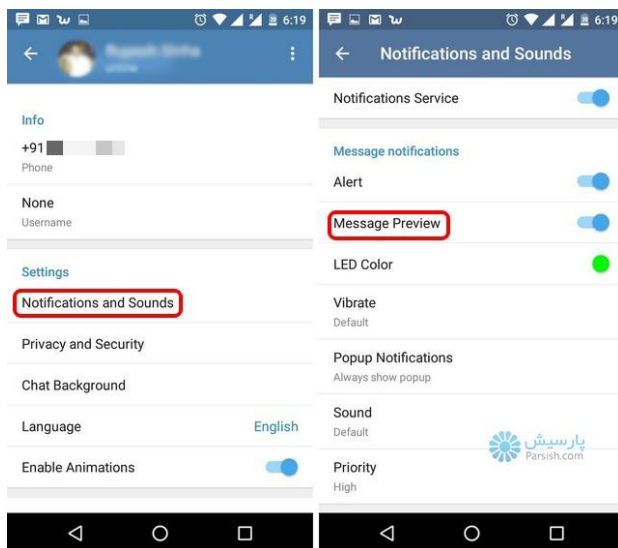 6:19
Info
+91
Phone
None
Username
Settings
Notifications and Sounds
Privacy and Security
Chat Background
Language English
Enable Animations
6:19
Notifications and Sounds
Notifications Service
Message notifications
Alert
Message Preview
LED Color
Vibrate
Default
Popup Notifications
Always show popup
Sound
Default
پارسیش
Parsish.com
Priority
High